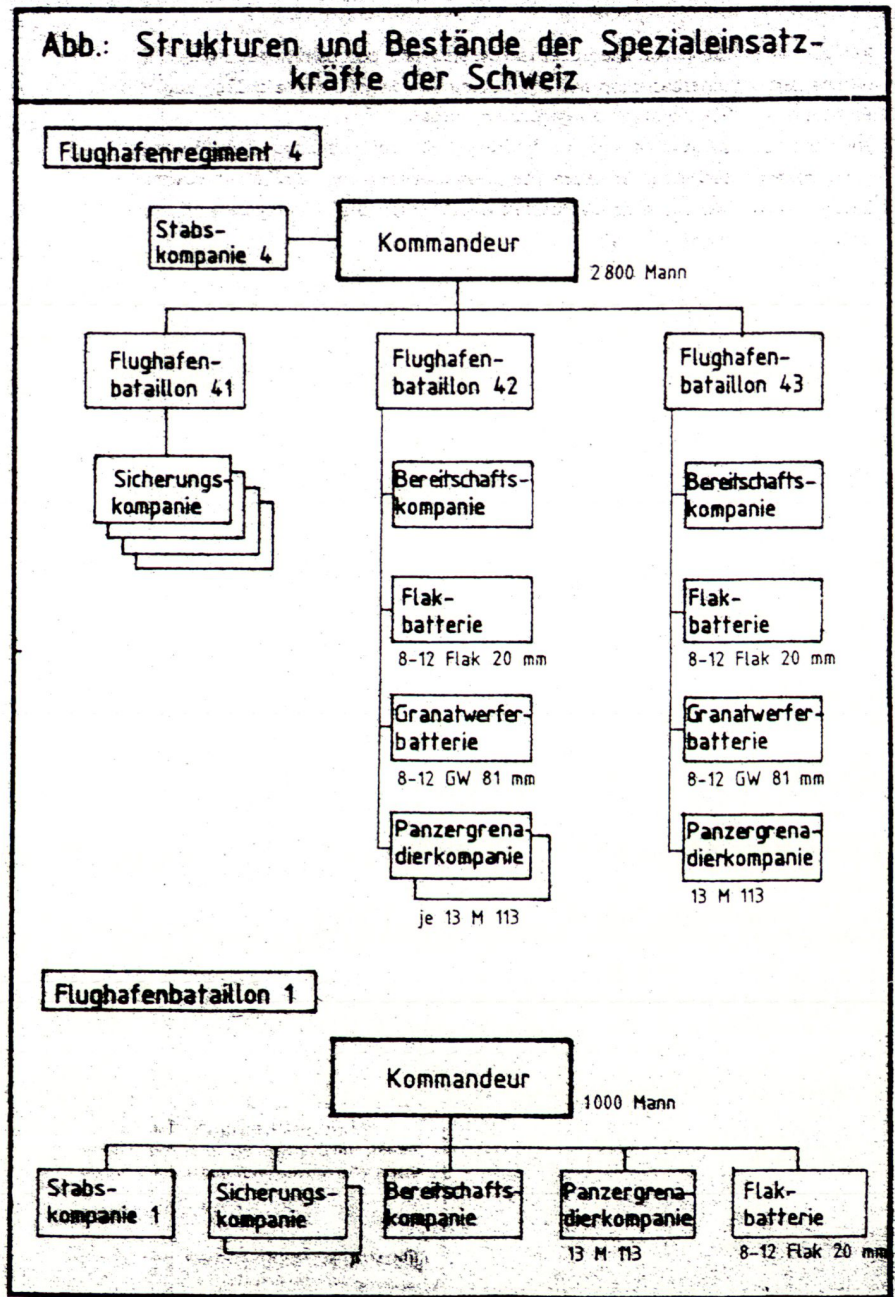 Abb.: Strukturen und Bestände der Spezialeinsatz-
kräfte der Schweiz
Flughafenregiment 4
Stabs-
kompanie 4
Kommandeur
2 800 Mann
Flughafen-
bataillon 41
Sicherungs-
kompanie
Flughafen-
bataillon 42
Bereitschafts-
kompanie
Flak-
batterie
8-12 Flak 20 mm
Granatwerfer-
batterie
8-12 GW 81 mm
Panzergrena-
dierkompanie
je 13 M 113
Flughafen-
bataillon 43
Bereitschafts-
kompanie
Flak-
batterie
8-12 Flak 20 mm
Granatwerfer-
batterie
8-12 GW 81 mm
Panzergrena-
dierkompanie
13 M 113
Flughafenbataillon 1
Kommandeur
1000 Mann
Stabs-
kompanie 1
Sicherungs-
kompanie
Bereitschafts-
kompanie
Panzergrena-
dierkompanie
13 M 113
Flak-
batterie
8-12 Flak 20 mm